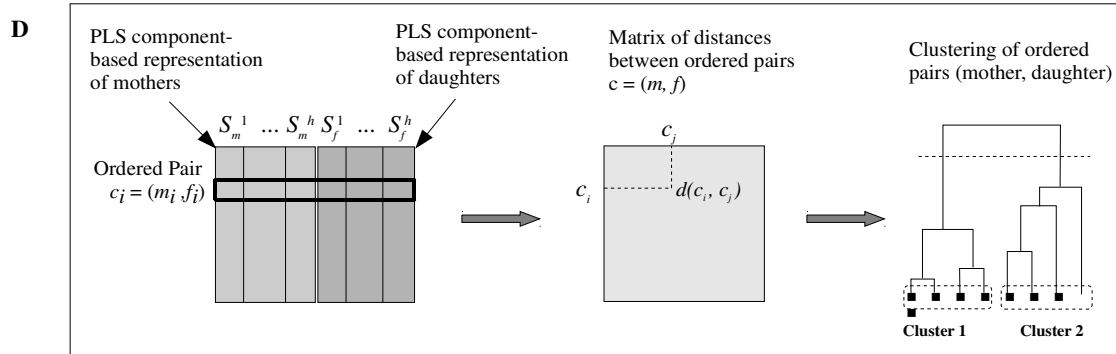 D
PLS component-
based representation
of mothers
PLS component-
based representation
of daughters
S_m^1 ... S_m^h S_f^1 ... S_f^h
Ordered Pair
c_i = (m_i ,f_i)
Matrix of distances
between ordered pairs
c = (m, f)
c_j
c_i
d(c_i, c_j)
Clustering of ordered
pairs (mother, daughter)
Cluster 1
Cluster 2